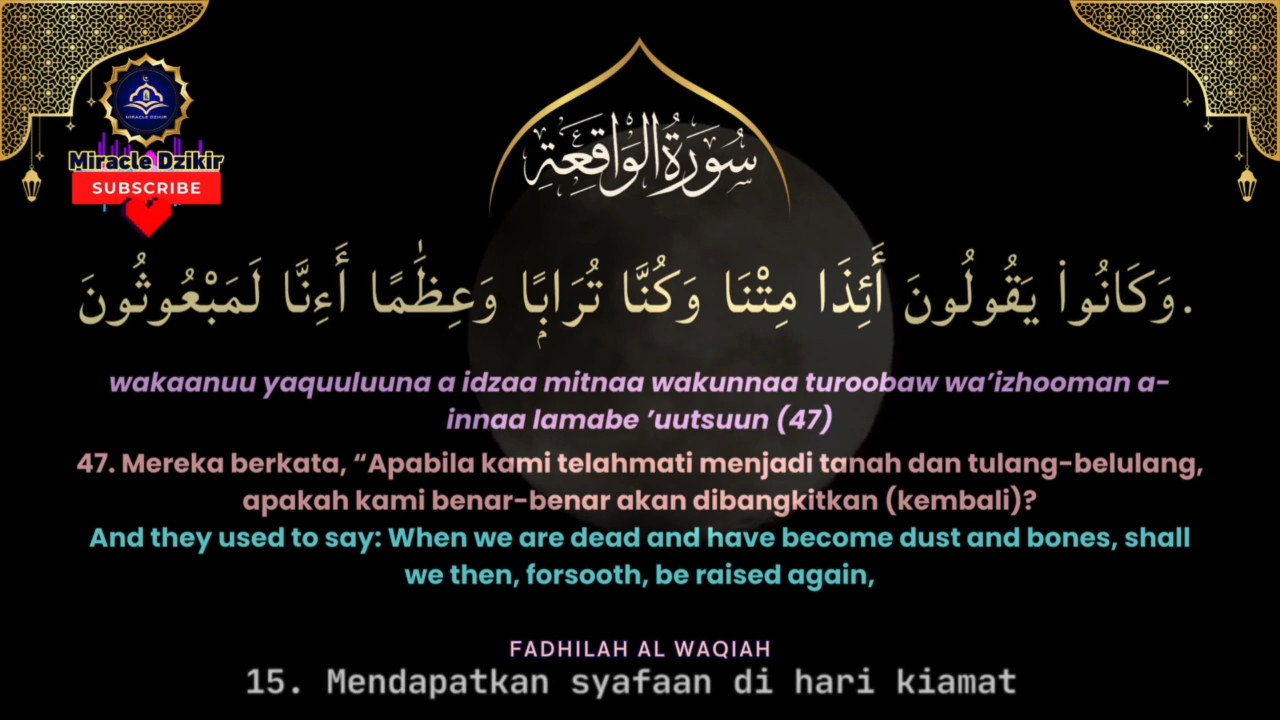 MIRACLE DZIKIR
Miracle Dzikir
SUBSCRIBE
سُورَةُ الْوَاقِعَة
وَكَانُوا۟ يَقُولُونَ أَئِذَا مِتْنَا وَكُنَّا تُرَابًۭا وَعِظَٰمًا أَءِنَّا لَمَبْعُوثُونَ.
wakaanuu yaquuluuna a idzaa mitnaa wakunnaa turoobaw wa’izhooman a-
innaa lamabe ’uutsuun (47)
47. Mereka berkata, “Apabila kami telahmati menjadi tanah dan tulang-belulang,
apakah kami benar-benar akan dibangkitkan (kembali)?
And they used to say: When we are dead and have become dust and bones, shall
we then, forsooth, be raised again,
FADHILAH AL WAQIAH
15. Mendapatkan syafaan di hari kiamat